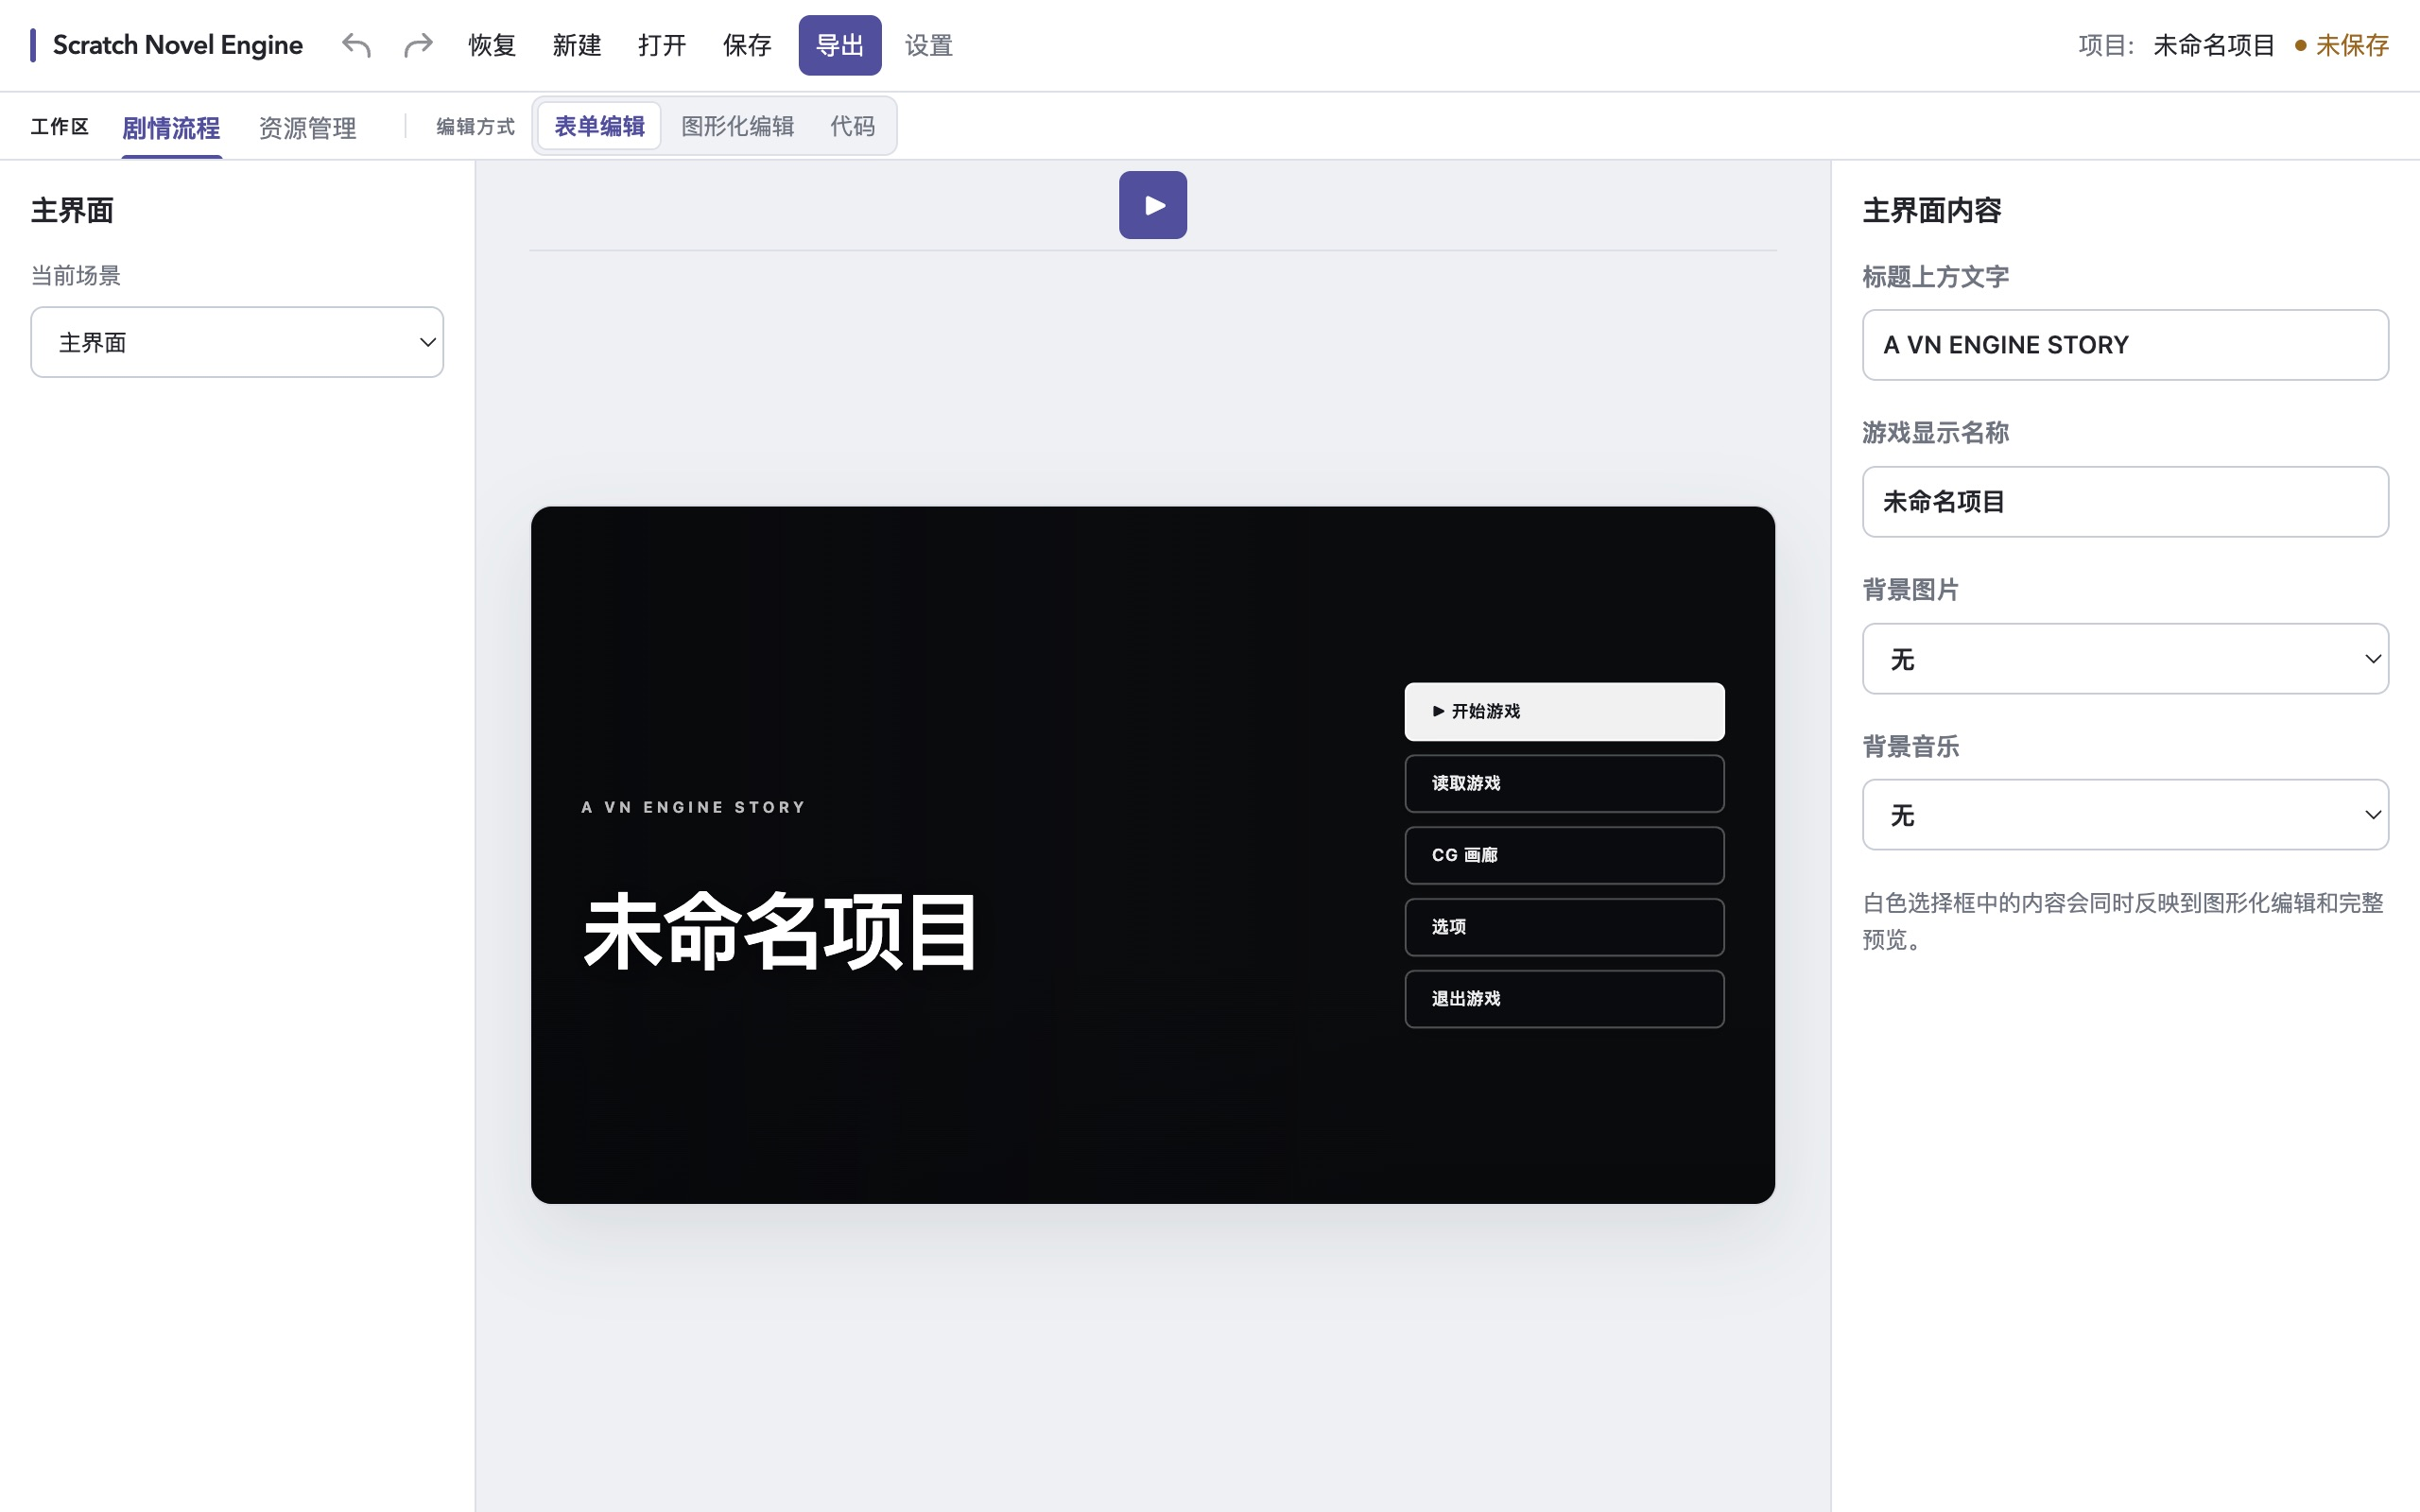 Scratch Novel Engine
恢复
新建
打开
保存
导出
设置
项目:
未命名项目
未保存
工作区
剧情流程
资源管理
编辑方式
表单编辑
图形化编辑
代码
主界面
当前场景
主界面
A VN ENGINE STORY
未命名项目
开始游戏
读取游戏
CG 画廊
选项
退出游戏
主界面内容
标题上方文字
A VN ENGINE STORY
游戏显示名称
未命名项目
背景图片
无
背景音乐
无
白色选择框中的内容会同时反映到图形化编辑和完整
预览。